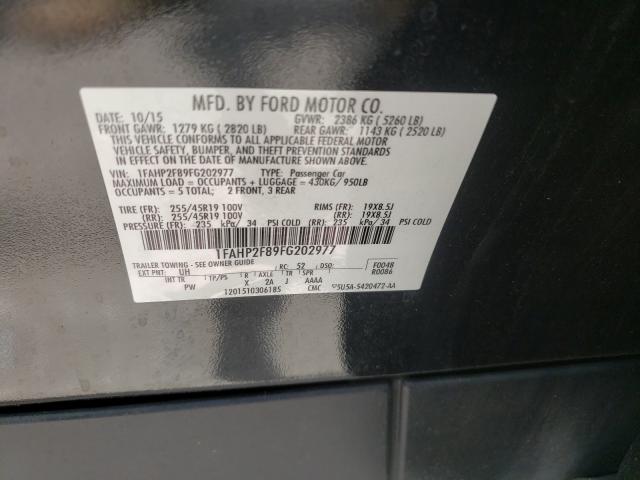 MFD. BY FORD MOTOR CO.
DATE: 10/15 GVWR: 2386 KG ( 5260 LB)
FRONT GAWR: 1279 KG ( 2820 LB) REAR GAWR: 1143 KG ( 2520 LB)
THIS VEHICLE CONFORMS TO ALL APPLICABLE FEDERAL MOTOR
VEHICLE SAFETY, BUMPER, AND THEFT PREVENTION STANDARDS
IN EFFECT ON THE DATE OF MANUFACTURE SHOWN ABOVE.
VIN: 1FAHP2F89FG202977 TYPE: Passenger Car
MAXIMUM LOAD = OCCUPANTS + LUGGAGE = 430KG/ 950LB
OCCUPANTS = 5 TOTAL; 2 FRONT, 3 REAR
TIRE (FR): 255/45R19 100V RIMS (FR): 19X8.5J
(RR): 255/45R19 100V (RR): 19X8.5J
PRESSURE (FR): 235 kPa/ 34 PSI COLD (RR): 235 kPa/ 34 PSI COLD
1FAHP2F89FG202977
TRAILER TOWING - SEE OWNER GUIDE
EXT PNT: UH RC: 52 DSO: F0048
INT TR TP/PS R AXLE TR SPR R0086
PW X 2A J AAAA
12015103061​8S CMC 5U5A-5420472-AA